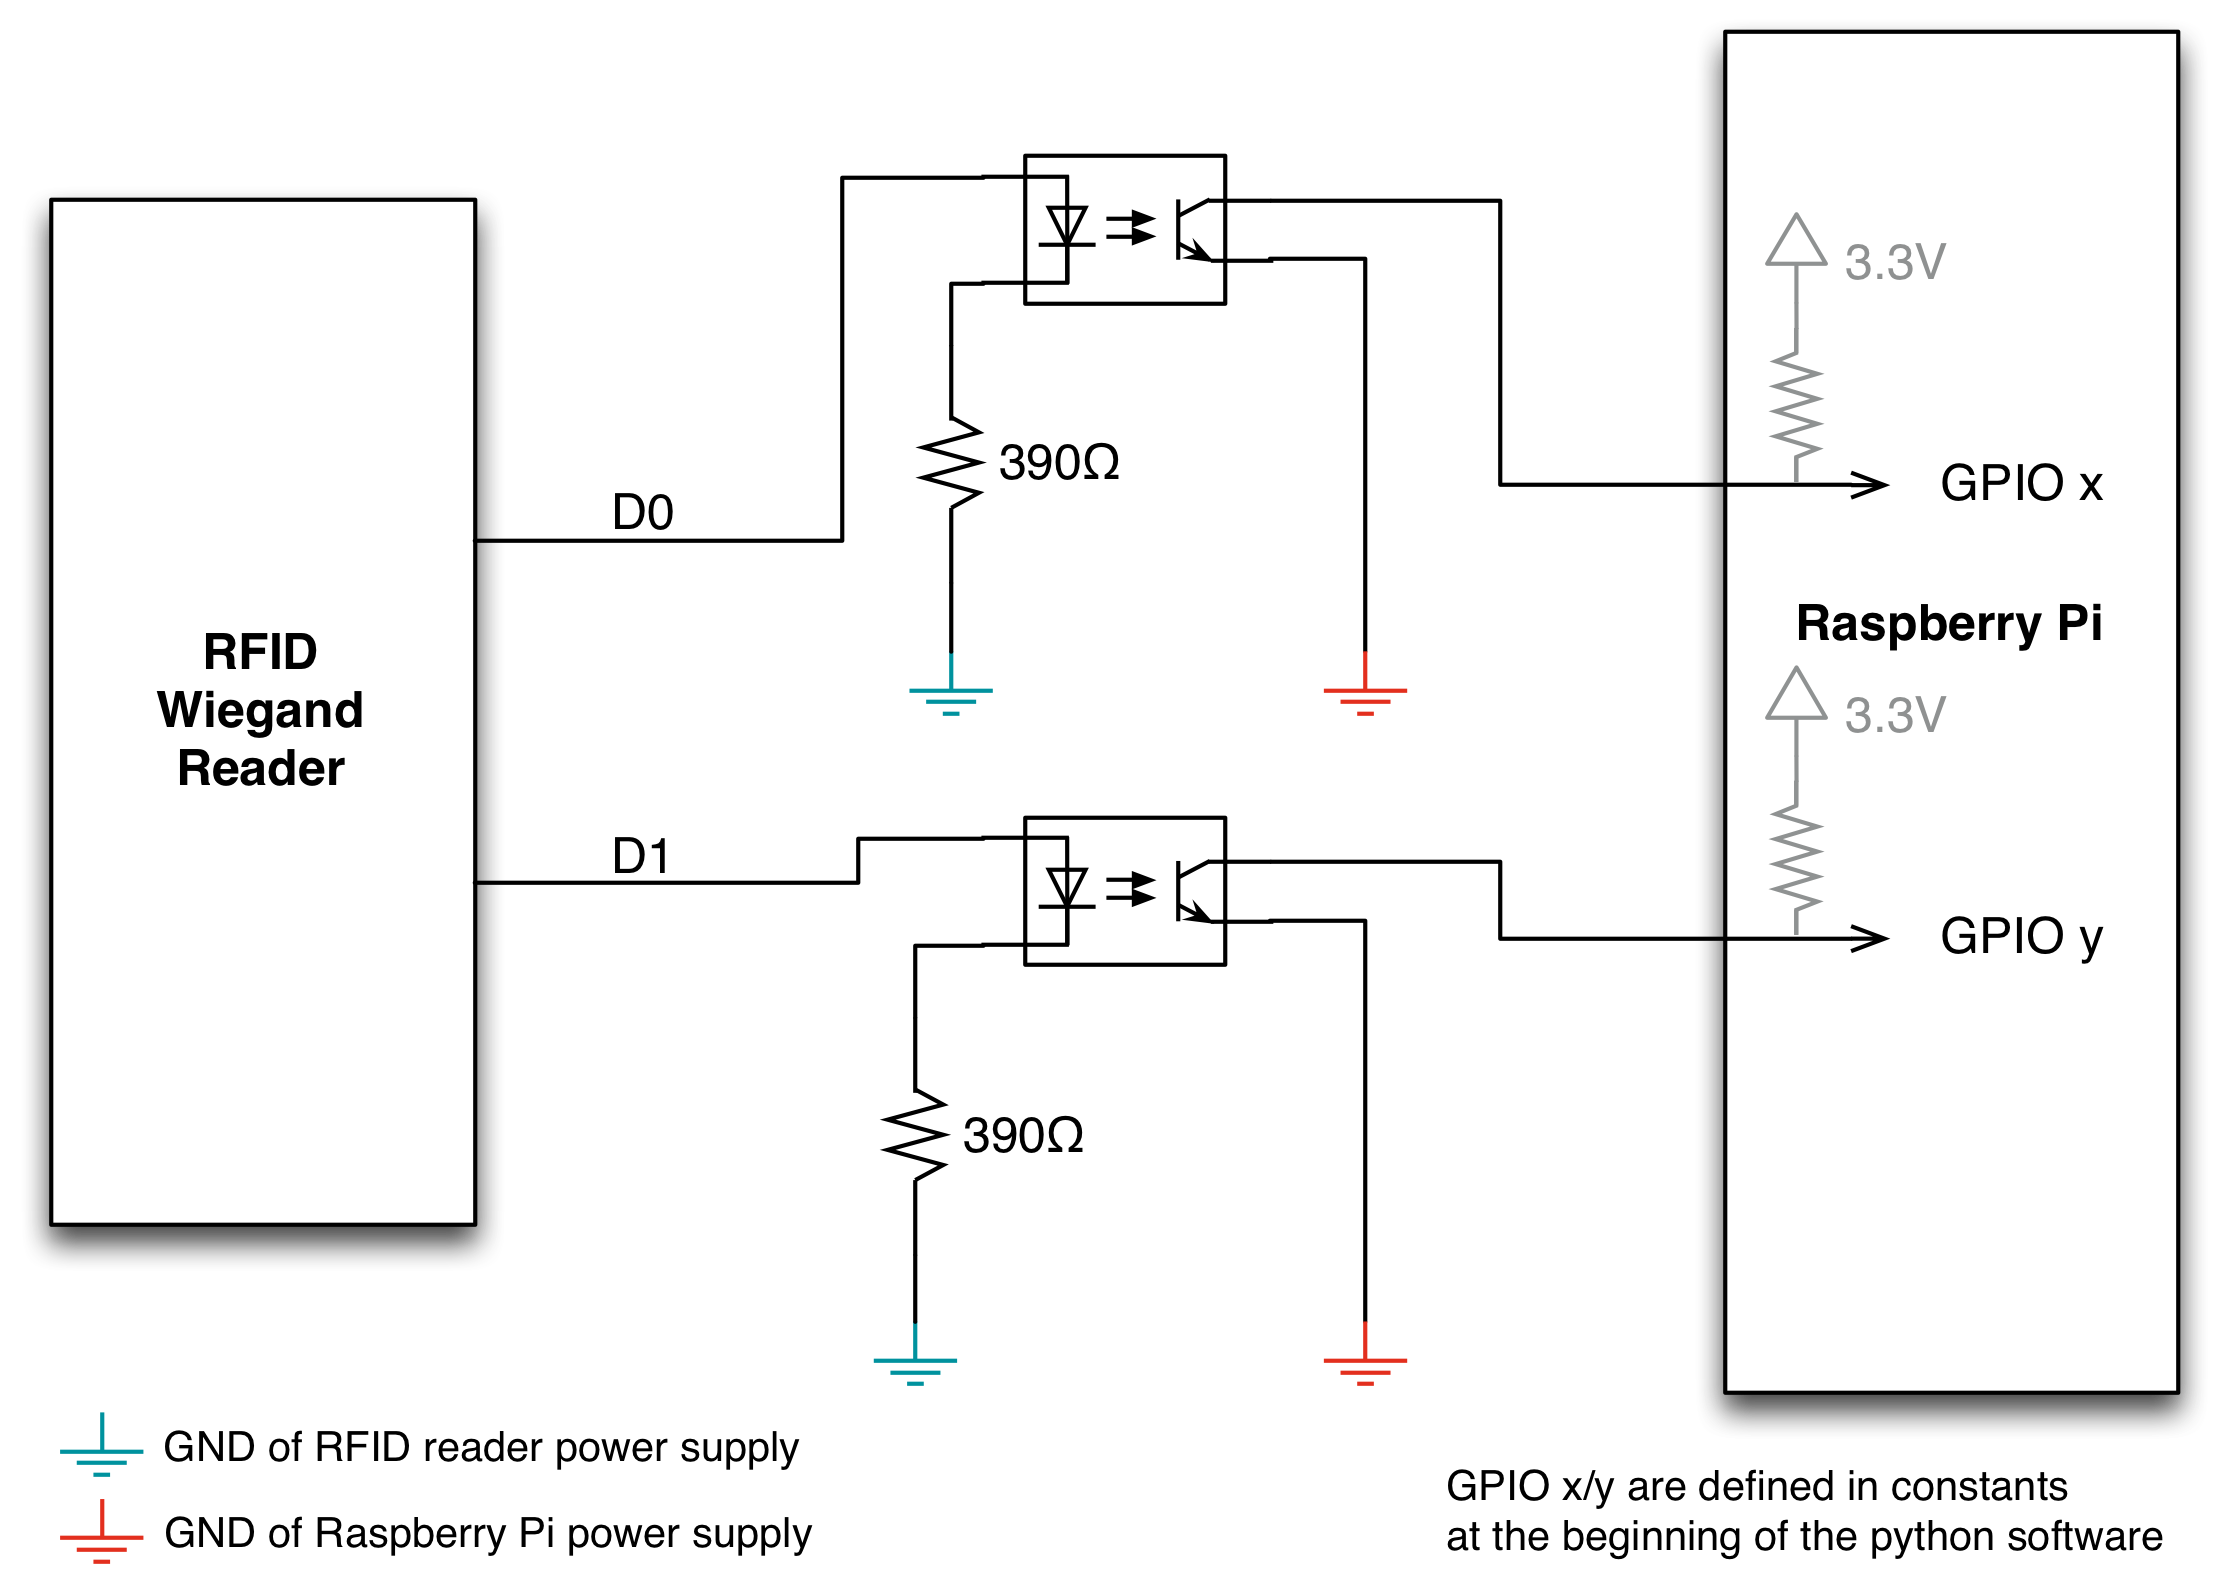 3.3V
390Ω
GPIO x
D0
RFID
Wiegand
Reader
Raspberry Pi
3.3V
D1
GPIO y
390Ω
GND of RFID reader power supply
GND of Raspberry Pi power supply
GPIO x/y are defined in constants
at the beginning of the python software